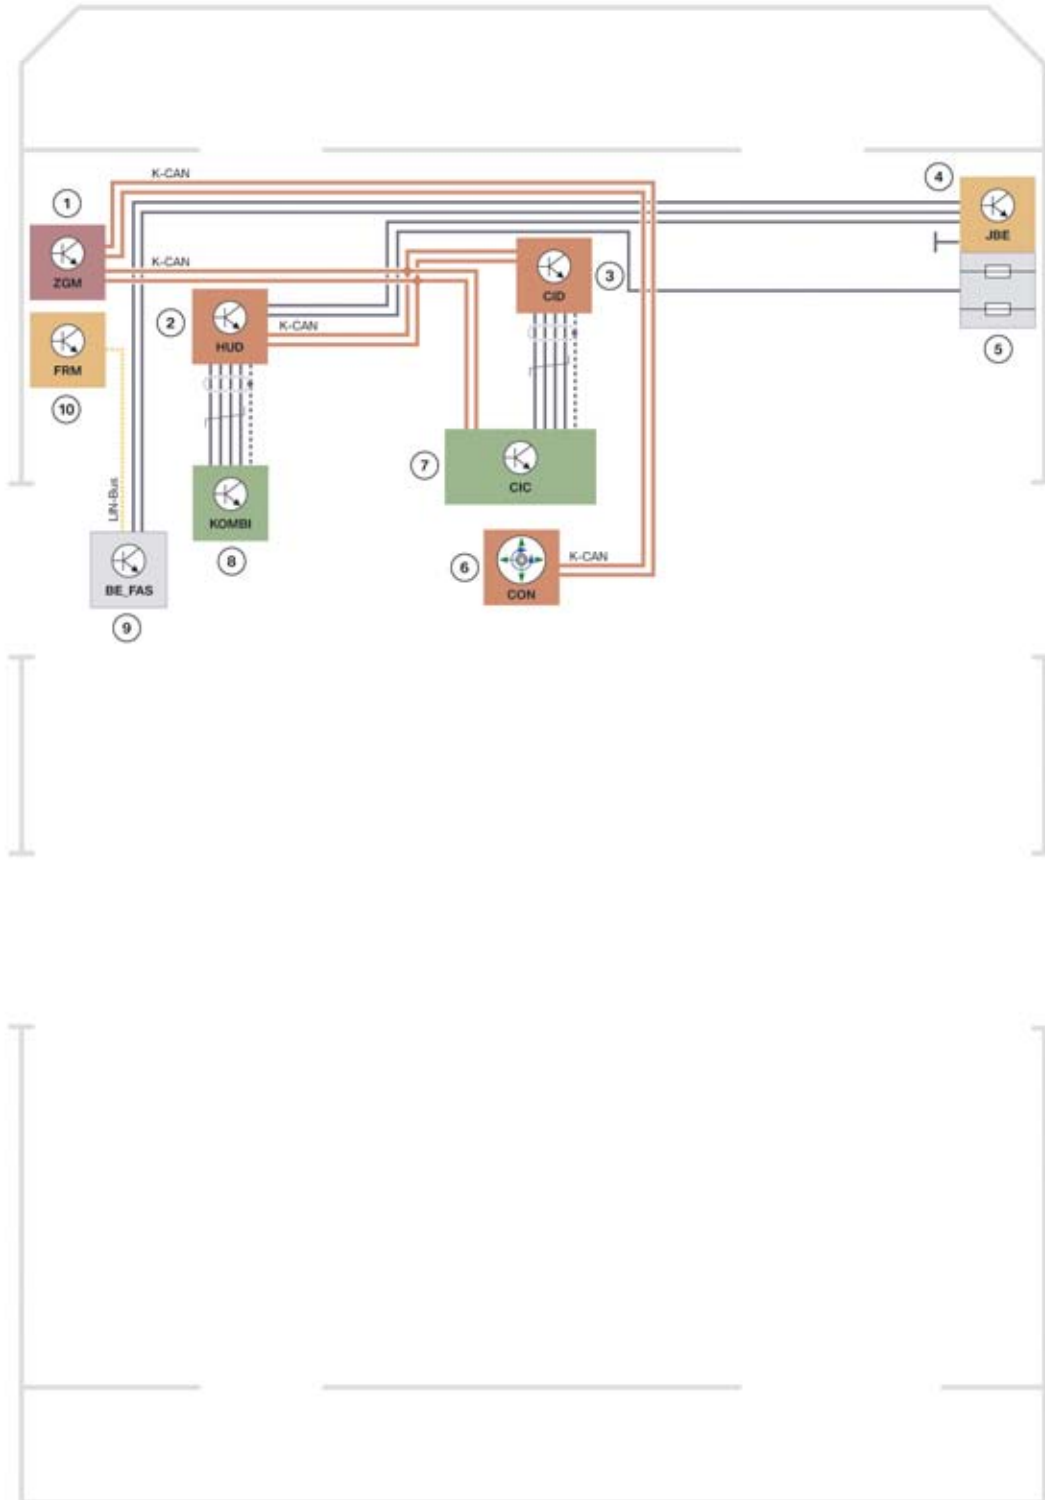 K-CAN
1
4
ZGM
JBE
K-CAN
3
CID
2
K-CAN
HUD
5
FRM
10
7
CIC
LIN-Bus
KOMBI
8
6
K-CAN
CON
BE_FAS
9